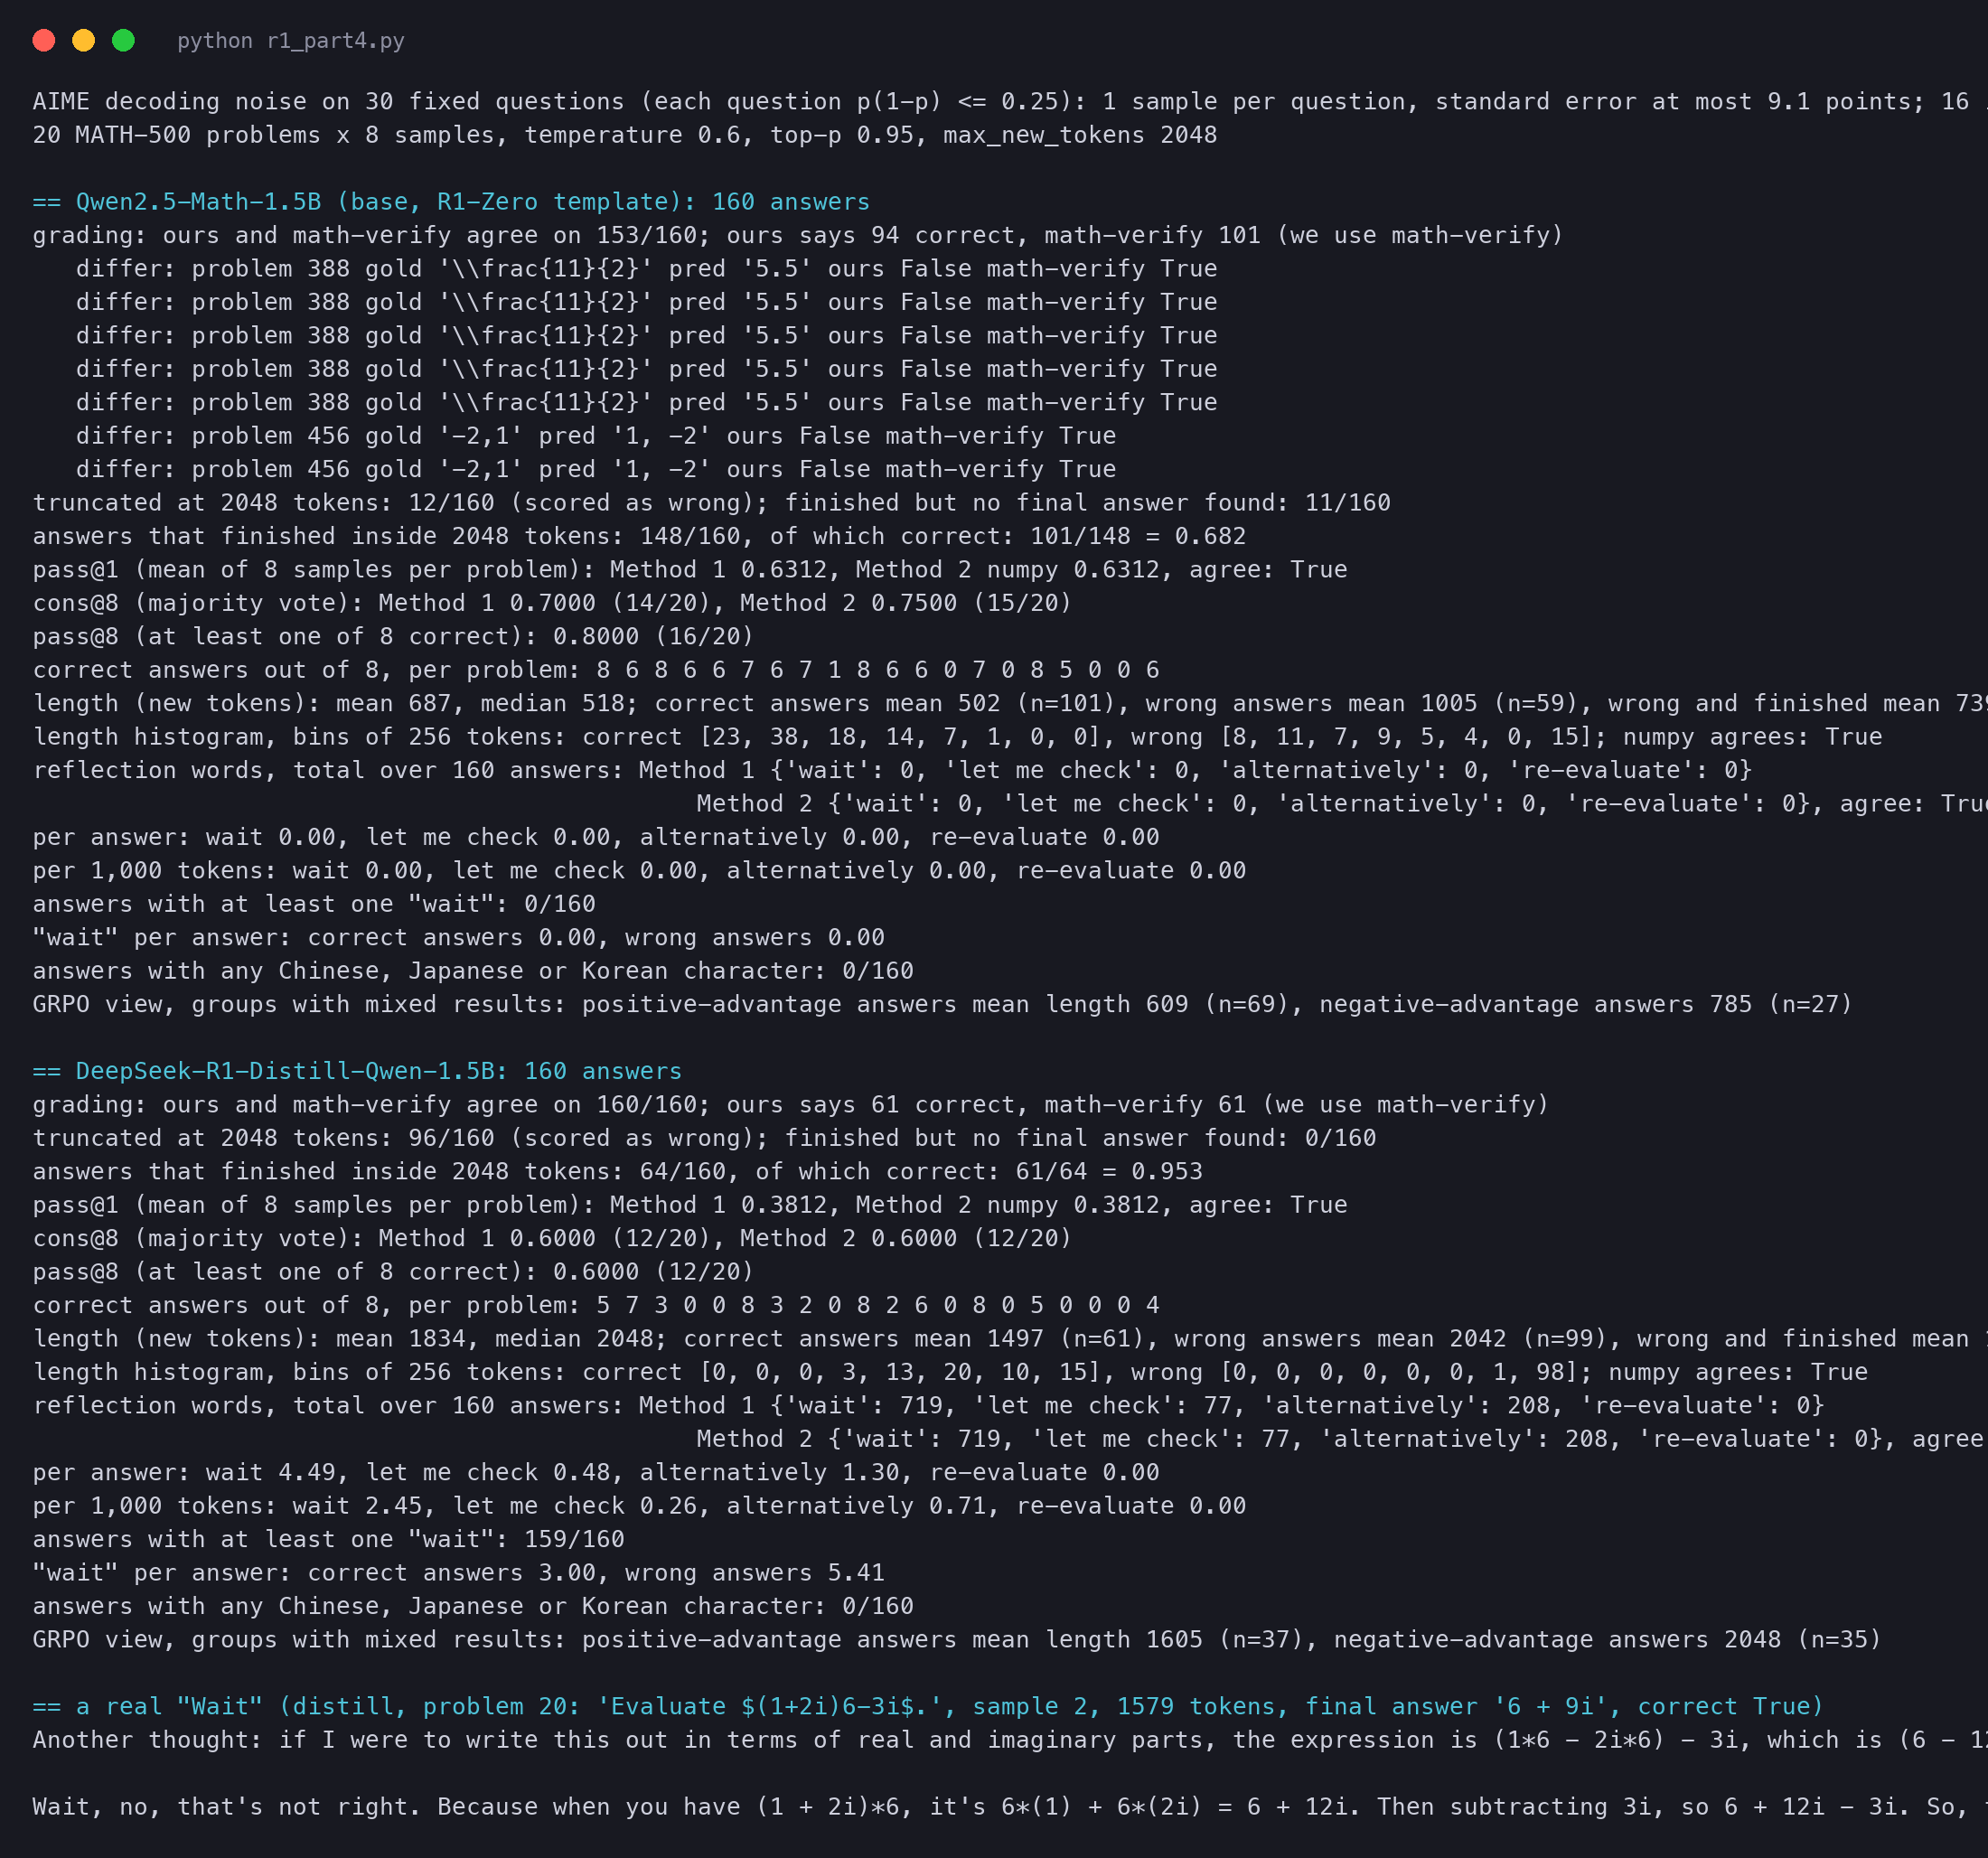 python r1_part4.py
AIME decoding noise on 30 fixed questions (each question p(1-p) <= 0.25): 1 sample per question, standard error at most 9.1 points; 16
20 MATH-500 problems x 8 samples, temperature 0.6, top-p 0.95, max_new_tokens 2048
== Qwen2.5-Math-1.5B (base, R1-Zero template): 160 answers
grading: ours and math-verify agree on 153/160; ours says 94 correct, math-verify 101 (we use math-verify)
differ: problem 388 gold '\\frac{11}{2}' pred '5.5' ours False math-verify True
differ: problem 388 gold '\\frac{11}{2}' pred '5.5' ours False math-verify True
differ: problem 388 gold '\\frac{11}{2}' pred '5.5' ours False math-verify True
differ: problem 388 gold '\\frac{11}{2}' pred '5.5' ours False math-verify True
differ: problem 388 gold '\\frac{11}{2}' pred '5.5' ours False math-verify True
differ: problem 456 gold '-2,1' pred '1, -2' ours False math-verify True
differ: problem 456 gold '-2,1' pred '1, -2' ours False math-verify True
truncated at 2048 tokens: 12/160 (scored as wrong); finished but no final answer found: 11/160
answers that finished inside 2048 tokens: 148/160, of which correct: 101/148 = 0.682
pass@1 (mean of 8 samples per problem): Method 1 0.6312, Method 2 numpy 0.6312, agree: True
cons@8 (majority vote): Method 1 0.7000 (14/20), Method 2 0.7500 (15/20)
pass@8 (at least one of 8 correct): 0.8000 (16/20)
correct answers out of 8, per problem: 8 6 8 6 6 7 6 7 1 8 6 6 0 7 0 8 5 0 0 6
length (new tokens): mean 687, median 518; correct answers mean 502 (n=101), wrong answers mean 1005 (n=59), wrong and finished mean 739
length histogram, bins of 256 tokens: correct [23, 38, 18, 14, 7, 1, 0, 0], wrong [8, 11, 7, 9, 5, 4, 0, 15]; numpy agrees: True
reflection words, total over 160 answers: Method 1 {'wait': 0, 'let me check': 0, 'alternatively': 0, 're-evaluate': 0}
Method 2 {'wait': 0, 'let me check': 0, 'alternatively': 0, 're-evaluate': 0}, agree: True
per answer: wait 0.00, let me check 0.00, alternatively 0.00, re-evaluate 0.00
per 1,000 tokens: wait 0.00, let me check 0.00, alternatively 0.00, re-evaluate 0.00
answers with at least one "wait": 0/160
"wait" per answer: correct answers 0.00, wrong answers 0.00
answers with any Chinese, Japanese or Korean character: 0/160
GRPO view, groups with mixed results: positive-advantage answers mean length 609 (n=69), negative-advantage answers 785 (n=27)
== DeepSeek-R1-Distill-Qwen-1.5B: 160 answers
grading: ours and math-verify agree on 160/160; ours says 61 correct, math-verify 61 (we use math-verify)
truncated at 2048 tokens: 96/160 (scored as wrong); finished but no final answer found: 0/160
answers that finished inside 2048 tokens: 64/160, of which correct: 61/64 = 0.953
pass@1 (mean of 8 samples per problem): Method 1 0.3812, Method 2 numpy 0.3812, agree: True
cons@8 (majority vote): Method 1 0.6000 (12/20), Method 2 0.6000 (12/20)
pass@8 (at least one of 8 correct): 0.6000 (12/20)
correct answers out of 8, per problem: 5 7 3 0 0 8 3 2 0 8 2 6 0 8 0 5 0 0 0 4
length (new tokens): mean 1834, median 2048; correct answers mean 1497 (n=61), wrong answers mean 2042 (n=99), wrong and finished mean
length histogram, bins of 256 tokens: correct [0, 0, 0, 3, 13, 20, 10, 15], wrong [0, 0, 0, 0, 0, 0, 1, 98]; numpy agrees: True
reflection words, total over 160 answers: Method 1 {'wait': 719, 'let me check': 77, 'alternatively': 208, 're-evaluate': 0}
Method 2 {'wait': 719, 'let me check': 77, 'alternatively': 208, 're-evaluate': 0}, agree
per answer: wait 4.49, let me check 0.48, alternatively 1.30, re-evaluate 0.00
per 1,000 tokens: wait 2.45, let me check 0.26, alternatively 0.71, re-evaluate 0.00
answers with at least one "wait": 159/160
"wait" per answer: correct answers 3.00, wrong answers 5.41
answers with any Chinese, Japanese or Korean character: 0/160
GRPO view, groups with mixed results: positive-advantage answers mean length 1605 (n=37), negative-advantage answers 2048 (n=35)
== a real "Wait" (distill, problem 20: 'Evaluate $(1+2i)6-3i$.', sample 2, 1579 tokens, final answer '6 + 9i', correct True)
Another thought: if I were to write this out in terms of real and imaginary parts, the expression is (1*6 - 2i*6) - 3i, which is (6 - 12
Wait, no, that's not right. Because when you have (1 + 2i)*6, it's 6*(1) + 6*(2i) = 6 + 12i. Then subtracting 3i, so 6 + 12i - 3i. So,